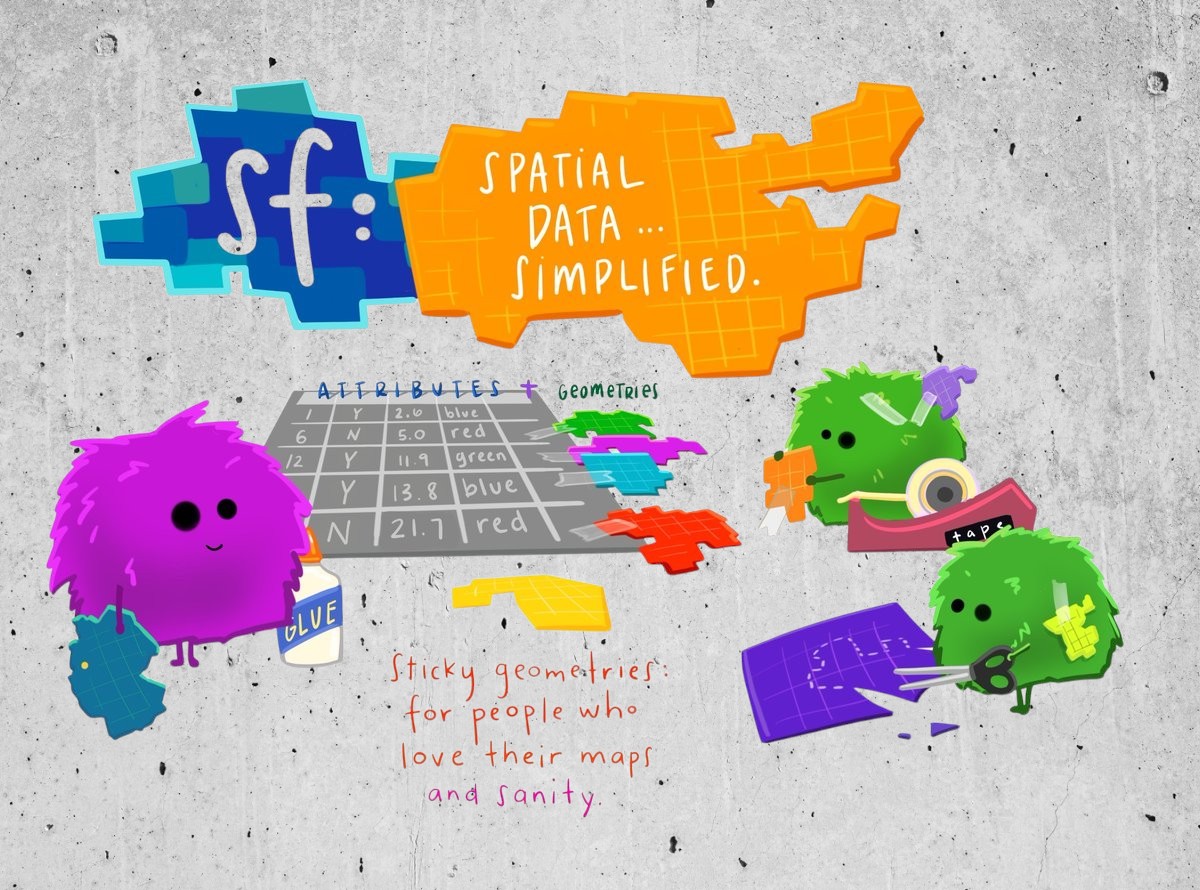 sf:
SPATIAL
DATA...
SIMPLIFIED.
ATTRIBUTES + GEOMETRIES
1 Y 2.6 blue
6 N 5.0 red
12 Y 11.9 green
Y 13.8 blue
N 21.7 red
tape
GLUE
Sticky geometries:
for people who
love their maps
and sanity.